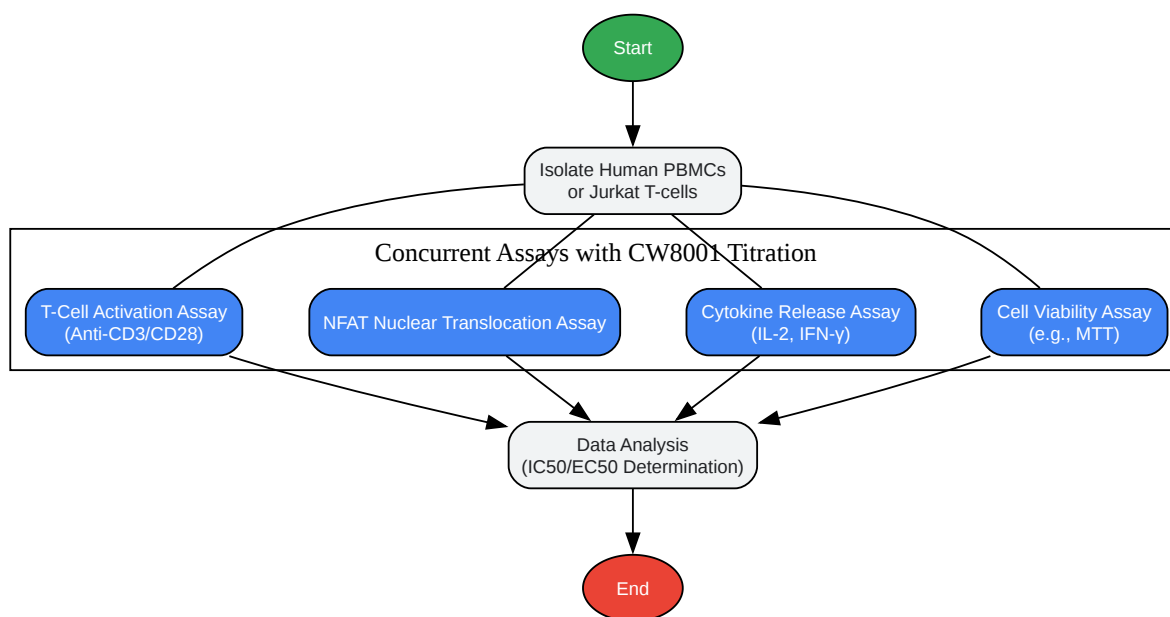 Start
Isolate Human PBMCs
or Jurkat T-cells
Concurrent Assays with CW8001 Titration
T-Cell Activation Assay
(Anti-CD3/CD28)
NFAT Nuclear Translocation Assay
Cytokine Release Assay
(IL-2, IFN-γ)
Cell Viability Assay
(e.g., MTT)
Data Analysis
(IC50/EC50 Determination)
End